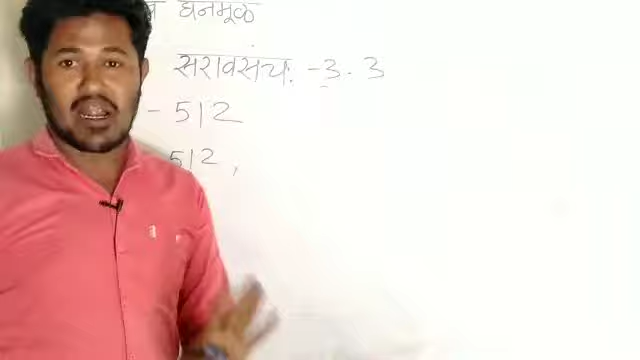 घनमूळ
सरावसंच :- 3.3
- 512
512 ,